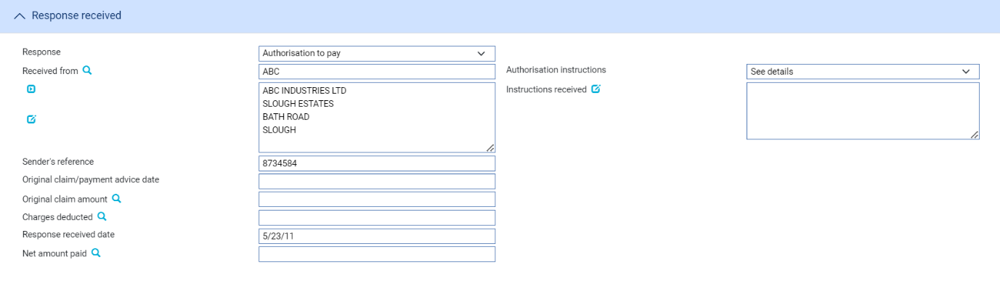 Response received
Response
Authorisation to pay
Received from
ABC
Authorisation instructions
See details
ABC INDUSTRIES LTD
SLOUGH ESTATES
BATH ROAD
SLOUGH
Instructions received
Sender's reference
8734584
Original claim/payment advice date
Original claim amount
Charges deducted
Response received date
5/23/11
Net amount paid